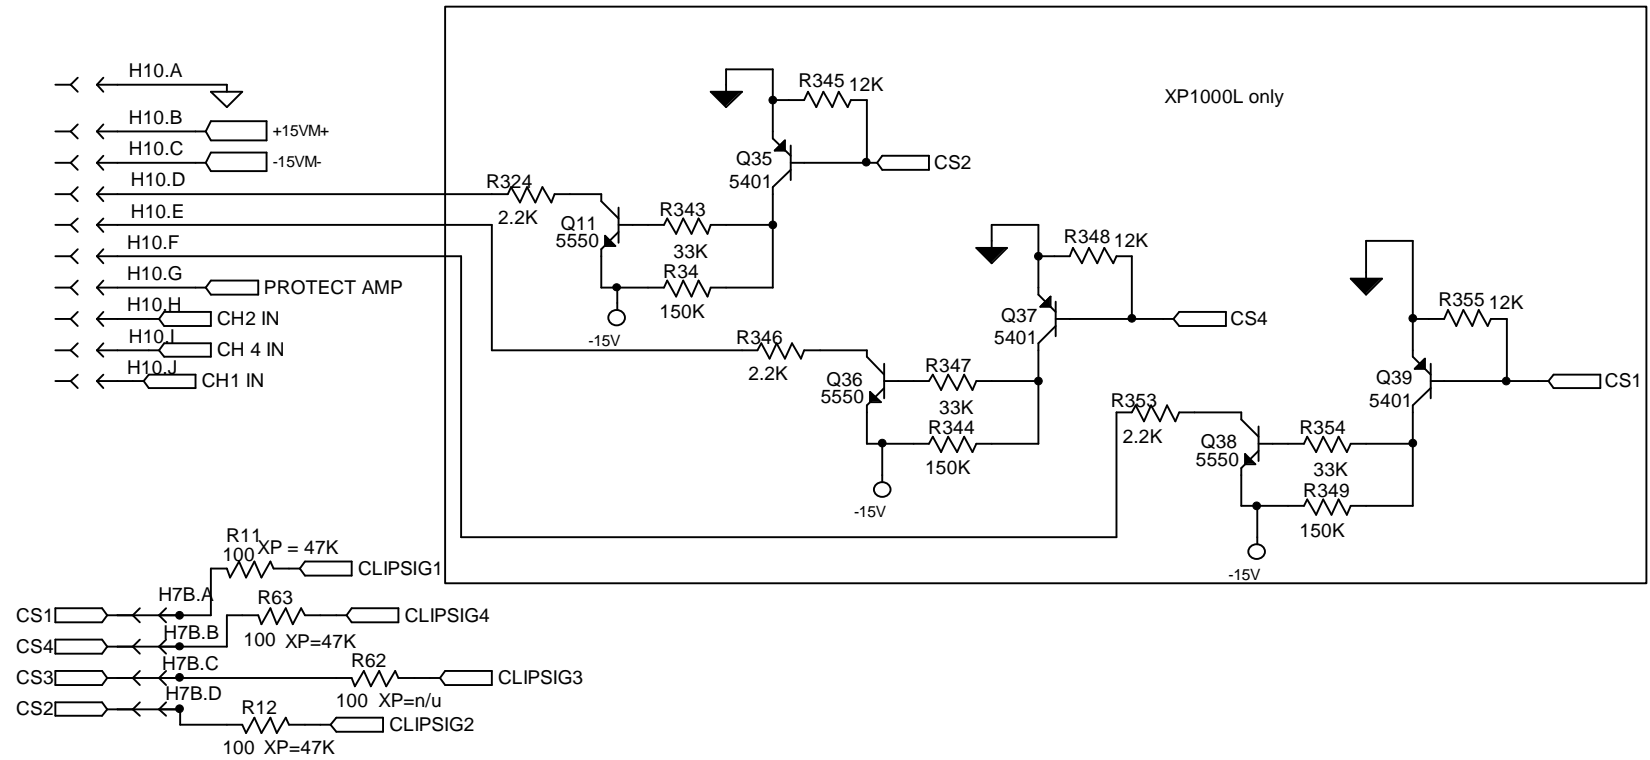 H10.A
H10.B
+15VM+
H10.C
-15VM-
H10.D
H10.E
H10.F
H10.G
PROTECT AMP
H10.H
CH2 IN
H10.I
CH 4 IN
H10.J
CH1 IN
XP1000L only
R345 12K
Q35
5401
CS2
R324
2.2K
Q11
5550
R343
33K
R34
150K
-15V
R348 12K
Q37
5401
CS4
R346
2.2K
Q36
5550
R347
33K
R344
150K
-15V
R355 12K
Q39
5401
CS1
R353
2.2K
Q38
5550
R354
33K
R349
150K
-15V
R11
100 XP = 47K
CLIPSIG1
CS1
H7B.A
R63
100 XP=47K
CLIPSIG4
CS4
H7B.B
CS3
H7B.C
R62
100 XP=n/u
CLIPSIG3
CS2
H7B.D
R12
100 XP=47K
CLIPSIG2